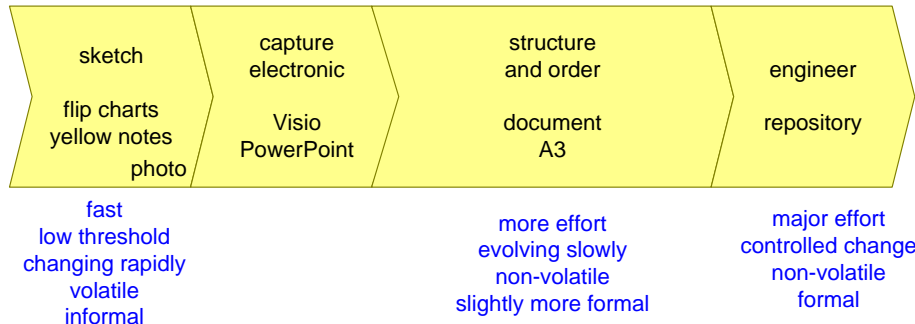 sketch
flip charts
yellow notes
photo
capture
electronic
Visio
PowerPoint
structure
and order
document
A3
engineer
repository
fast
low threshold
changing rapidly
volatile
informal
more effort
evolving slowly
non-volatile
slightly more formal
major effort
controlled change
non-volatile
formal